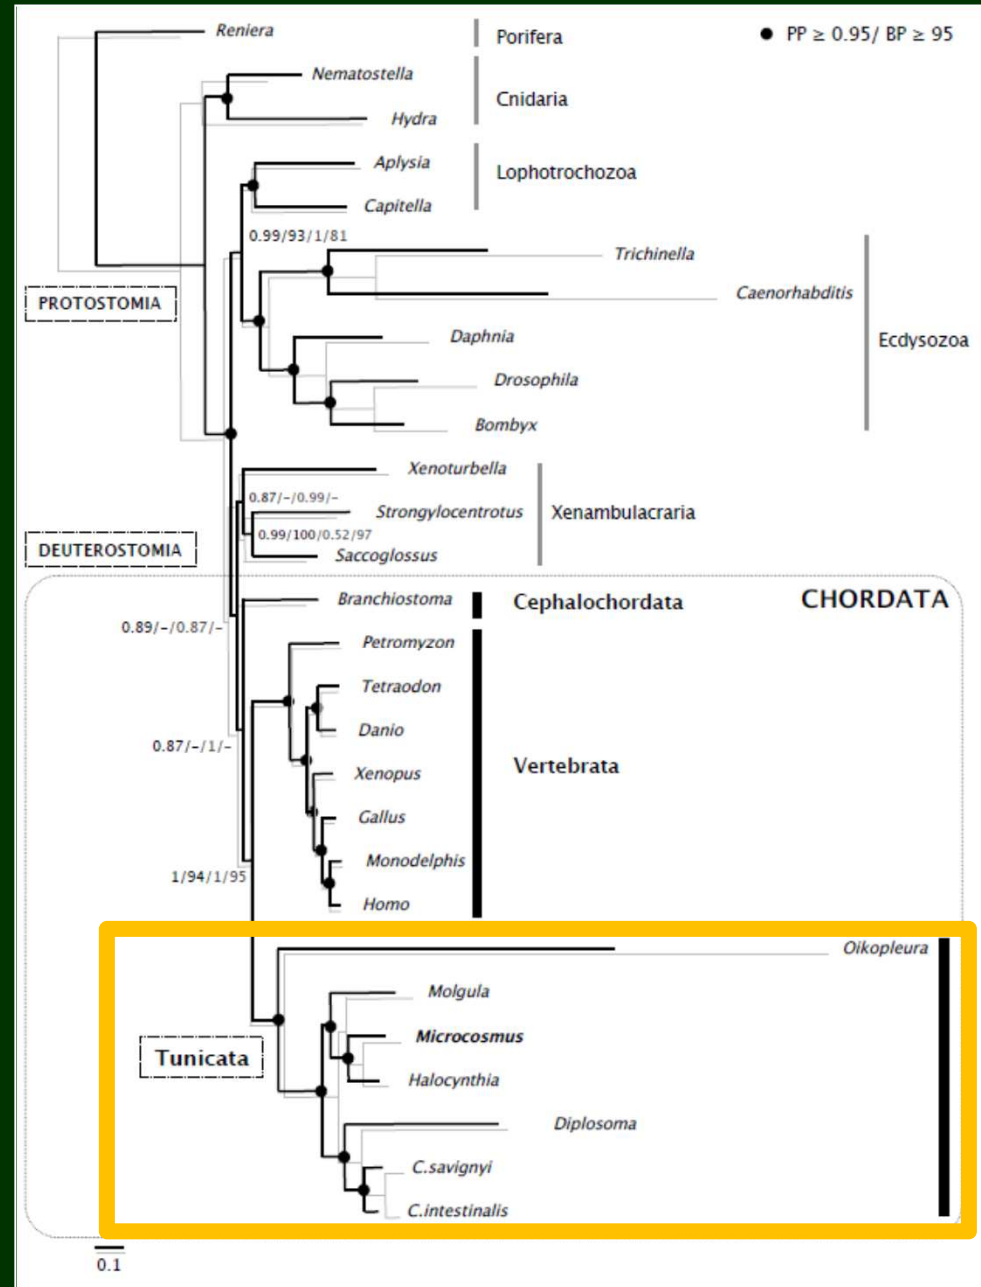 Reniera
Porifera
● PP ≥ 0.95/ BP ≥ 95
Nematostella
Cnidaria
Hydra
Aplysia
Lophotrochozoa
Capitella
0.99/93/1/81
Trichinella
PROTOSTOMIA
Caenorhabditis
Daphnia
Ecdysozoa
Drosophila
Bombyx
Xenoturbella
0.87/-/0.99/-
Strongylocentrotus
Xenambulacraria
0.99/100/0.52/97
DEUTEROSTOMIA
Saccoglossus
Branchiostoma
Cephalochordata
CHORDATA
0.89/-/0.87/-
Petromyzon
Tetraodon
Danio
0.87/-/1/-
Vertebrata
Xenopus
Gallus
Monodelphis
1/94/1/95
Homo
Oikopleura
Molgula
Microcosmus
Tunicata
Halocynthia
Diplosoma
C.savignyi
C.intestinalis
0.1